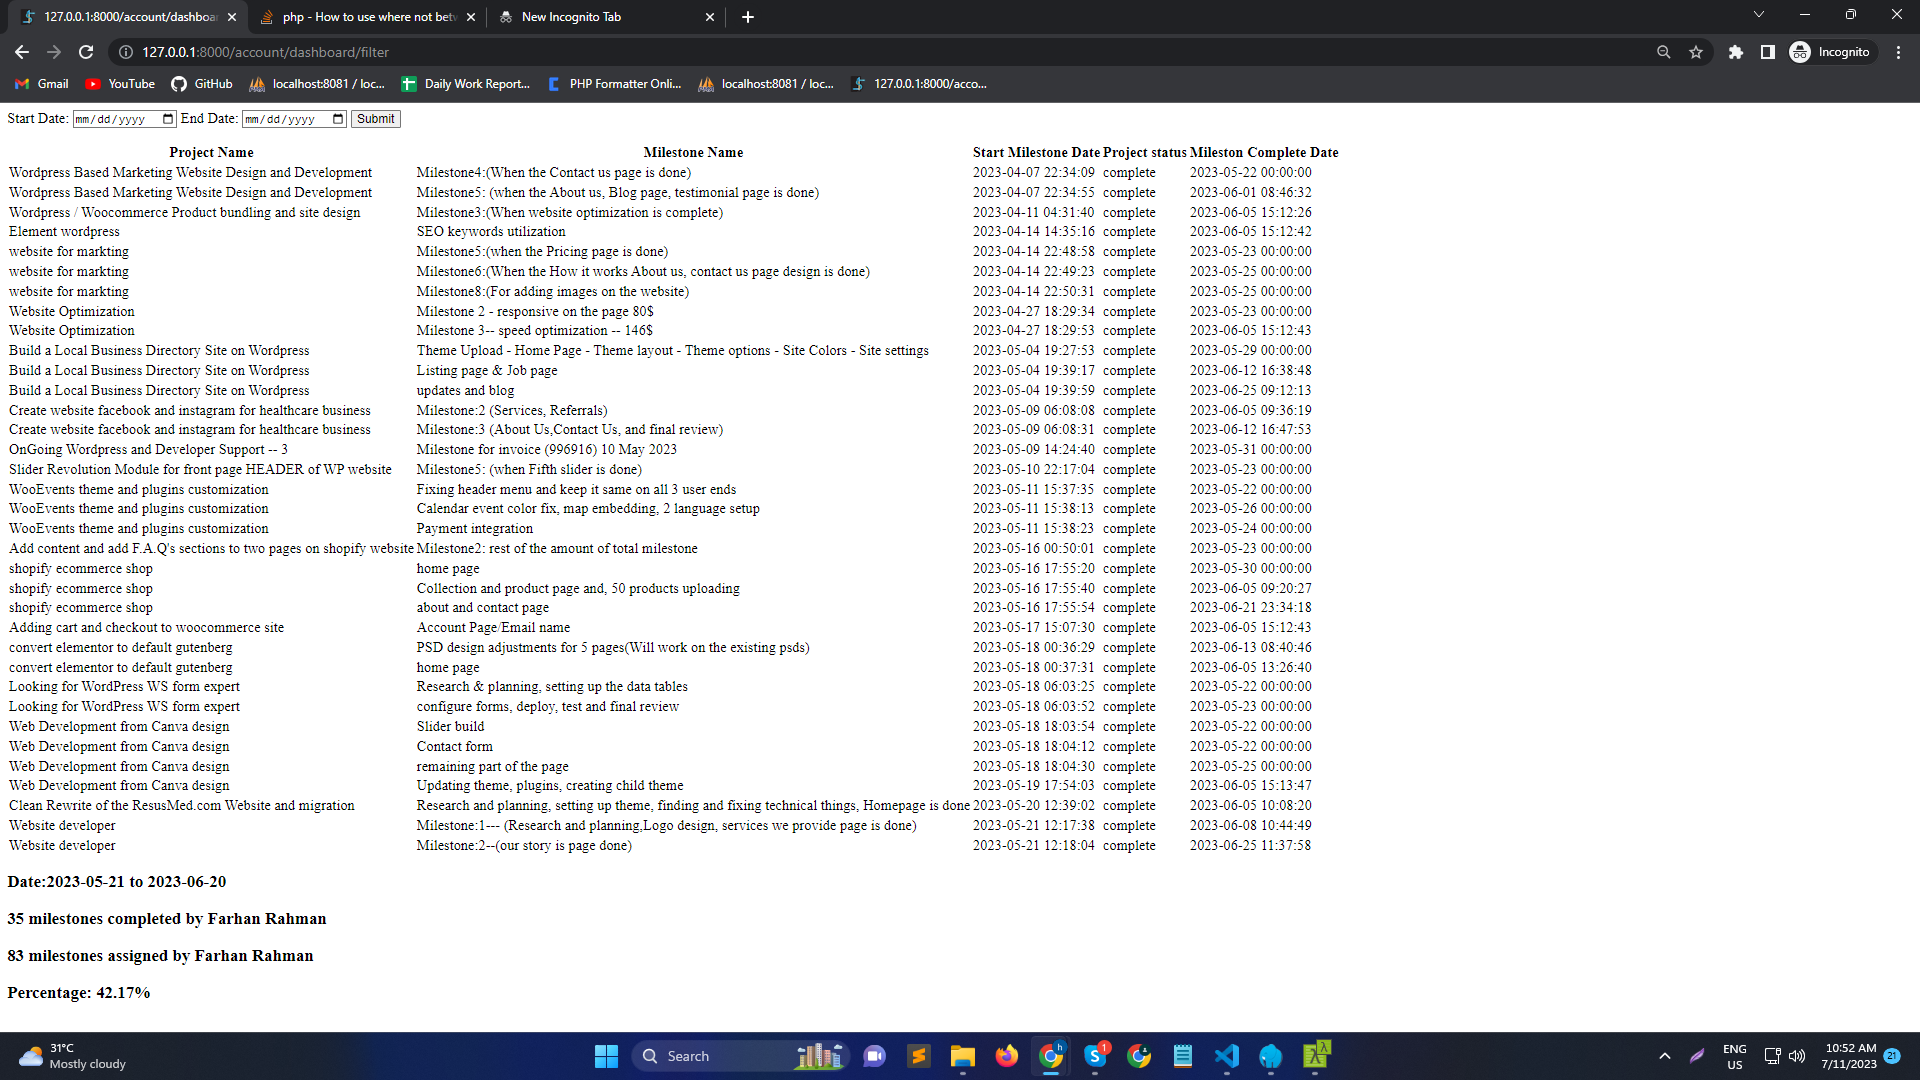 127.0.0.1:8000/account/dashboar
php - How to use where not betw
New Incognito Tab
127.0.0.1:8000/account/dashboard/filter
Incognito
Gmail
YouTube
GitHub
localhost:8081 / loc...
Daily Work Report...
PHP Formatter Onli...
localhost:8081 / loc...
127.0.0.1:8000/acco...
Start Date: mm/dd/yyyy End Date: mm/dd/yyyy Submit
Project Name Milestone Name Start Milestone Date Project status Mileston Complete Date
Wordpress Based Marketing Website Design and Development Milestone4:(When the Contact us page is done) 2023-04-07 22:34:09 complete 2023-05-22 00:00:00
Wordpress Based Marketing Website Design and Development Milestone5: (when the About us, Blog page, testimonial page is done) 2023-04-07 22:34:55 complete 2023-06-01 08:46:32
Wordpress / Woocommerce Product bundling and site design Milestone3:(When website optimization is complete) 2023-04-11 04:31:40 complete 2023-06-05 15:12:26
Element wordpress SEO keywords utilization 2023-04-14 14:35:16 complete 2023-06-05 15:12:42
website for markting Milestone5:(when the Pricing page is done) 2023-04-14 22:48:58 complete 2023-05-23 00:00:00
website for markting Milestone6:(When the How it works About us, contact us page design is done) 2023-04-14 22:49:23 complete 2023-05-25 00:00:00
website for markting Milestone8:(For adding images on the website) 2023-04-14 22:50:31 complete 2023-05-25 00:00:00
Website Optimization Milestone 2 - responsive on the page 80$ 2023-04-27 18:29:34 complete 2023-05-23 00:00:00
Website Optimization Milestone 3-- speed optimization -- 146$ 2023-04-27 18:29:53 complete 2023-06-05 15:12:43
Build a Local Business Directory Site on Wordpress Theme Upload - Home Page - Theme layout - Theme options - Site Colors - Site settings 2023-05-04 19:27:53 complete 2023-05-29 00:00:00
Build a Local Business Directory Site on Wordpress Listing page & Job page 2023-05-04 19:39:17 complete 2023-06-12 16:38:48
Build a Local Business Directory Site on Wordpress updates and blog 2023-05-04 19:39:59 complete 2023-06-25 09:12:13
Create website facebook and instagram for healthcare business Milestone:2 (Services, Referrals) 2023-05-09 06:08:08 complete 2023-06-05 09:36:19
Create website facebook and instagram for healthcare business Milestone:3 (About Us,Contact Us, and final review) 2023-05-09 06:08:31 complete 2023-06-12 16:47:53
OnGoing Wordpress and Developer Support -- 3 Milestone for invoice (996916) 10 May 2023 2023-05-09 14:24:40 complete 2023-05-31 00:00:00
Slider Revolution Module for front page HEADER of WP website Milestone5: (when Fifth slider is done) 2023-05-10 22:17:04 complete 2023-05-23 00:00:00
WooEvents theme and plugins customization Fixing header menu and keep it same on all 3 user ends 2023-05-11 15:37:35 complete 2023-05-22 00:00:00
WooEvents theme and plugins customization Calendar event color fix, map embedding, 2 language setup 2023-05-11 15:38:13 complete 2023-05-26 00:00:00
WooEvents theme and plugins customization Payment integration 2023-05-11 15:38:23 complete 2023-05-24 00:00:00
Add content and add F.A.Q's sections to two pages on shopify website Milestone2: rest of the amount of total milestone 2023-05-16 00:50:01 complete 2023-05-23 00:00:00
shopify ecommerce shop home page 2023-05-16 17:55:20 complete 2023-05-30 00:00:00
shopify ecommerce shop Collection and product page and, 50 products uploading 2023-05-16 17:55:40 complete 2023-06-05 09:20:27
shopify ecommerce shop about and contact page 2023-05-16 17:55:54 complete 2023-06-21 23:34:18
Adding cart and checkout to woocommerce site Account Page/Email name 2023-05-17 15:07:30 complete 2023-06-05 15:12:43
convert elementor to default gutenberg PSD design adjustments for 5 pages(Will work on the existing psds) 2023-05-18 00:36:29 complete 2023-06-13 08:40:46
convert elementor to default gutenberg home page 2023-05-18 00:37:31 complete 2023-06-05 13:26:40
Looking for WordPress WS form expert Research & planning, setting up the data tables 2023-05-18 06:03:25 complete 2023-05-22 00:00:00
Looking for WordPress WS form expert configure forms, deploy, test and final review 2023-05-18 06:03:52 complete 2023-05-23 00:00:00
Web Development from Canva design Slider build 2023-05-18 18:03:54 complete 2023-05-22 00:00:00
Web Development from Canva design Contact form 2023-05-18 18:04:12 complete 2023-05-22 00:00:00
Web Development from Canva design remaining part of the page 2023-05-18 18:04:30 complete 2023-05-25 00:00:00
Web Development from Canva design Updating theme, plugins, creating child theme 2023-05-19 17:54:03 complete 2023-06-05 15:13:47
Clean Rewrite of the ResusMed.com Website and migration Research and planning, setting up theme, finding and fixing technical things, Homepage is done 2023-05-20 12:39:02 complete 2023-06-05 10:08:20
Website developer Milestone:1--- (Research and planning,Logo design, services we provide page is done) 2023-05-21 12:17:38 complete 2023-06-08 10:44:49
Website developer Milestone:2--(our story is page done) 2023-05-21 12:18:04 complete 2023-06-25 11:37:58
Date:2023-05-21 to 2023-06-20
35 milestones completed by Farhan Rahman
83 milestones assigned by Farhan Rahman
Percentage: 42.17%
31°C
Mostly cloudy
Search
h
1
ENG
US
10:52 AM
7/11/2023
21